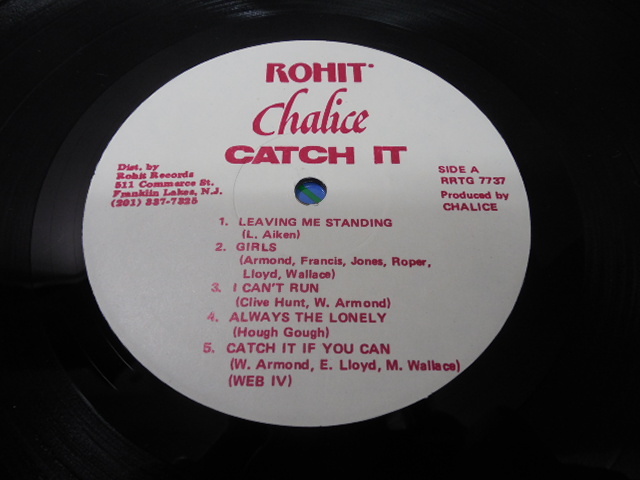 ROHIT
Chalice
CATCH IT
Dist. by
Rohit Records
511 Commerce St.
Franklin Lakes, N.J.
(201) 337-7325
SIDE A
RRTG 7737
Produced by
CHALICE
1. LEAVING ME STANDING
(L. Aiken)
2. GIRLS
(Armond, Francis, Jones, Roper,
Lloyd, Wallace)
3. I CAN'T RUN
(Clive Hunt, W. Armond)
4. ALWAYS THE LONELY
(Hough Gough)
5. CATCH IT IF YOU CAN
(W. Armond, E. Lloyd, M. Wallace)
(WEB IV)